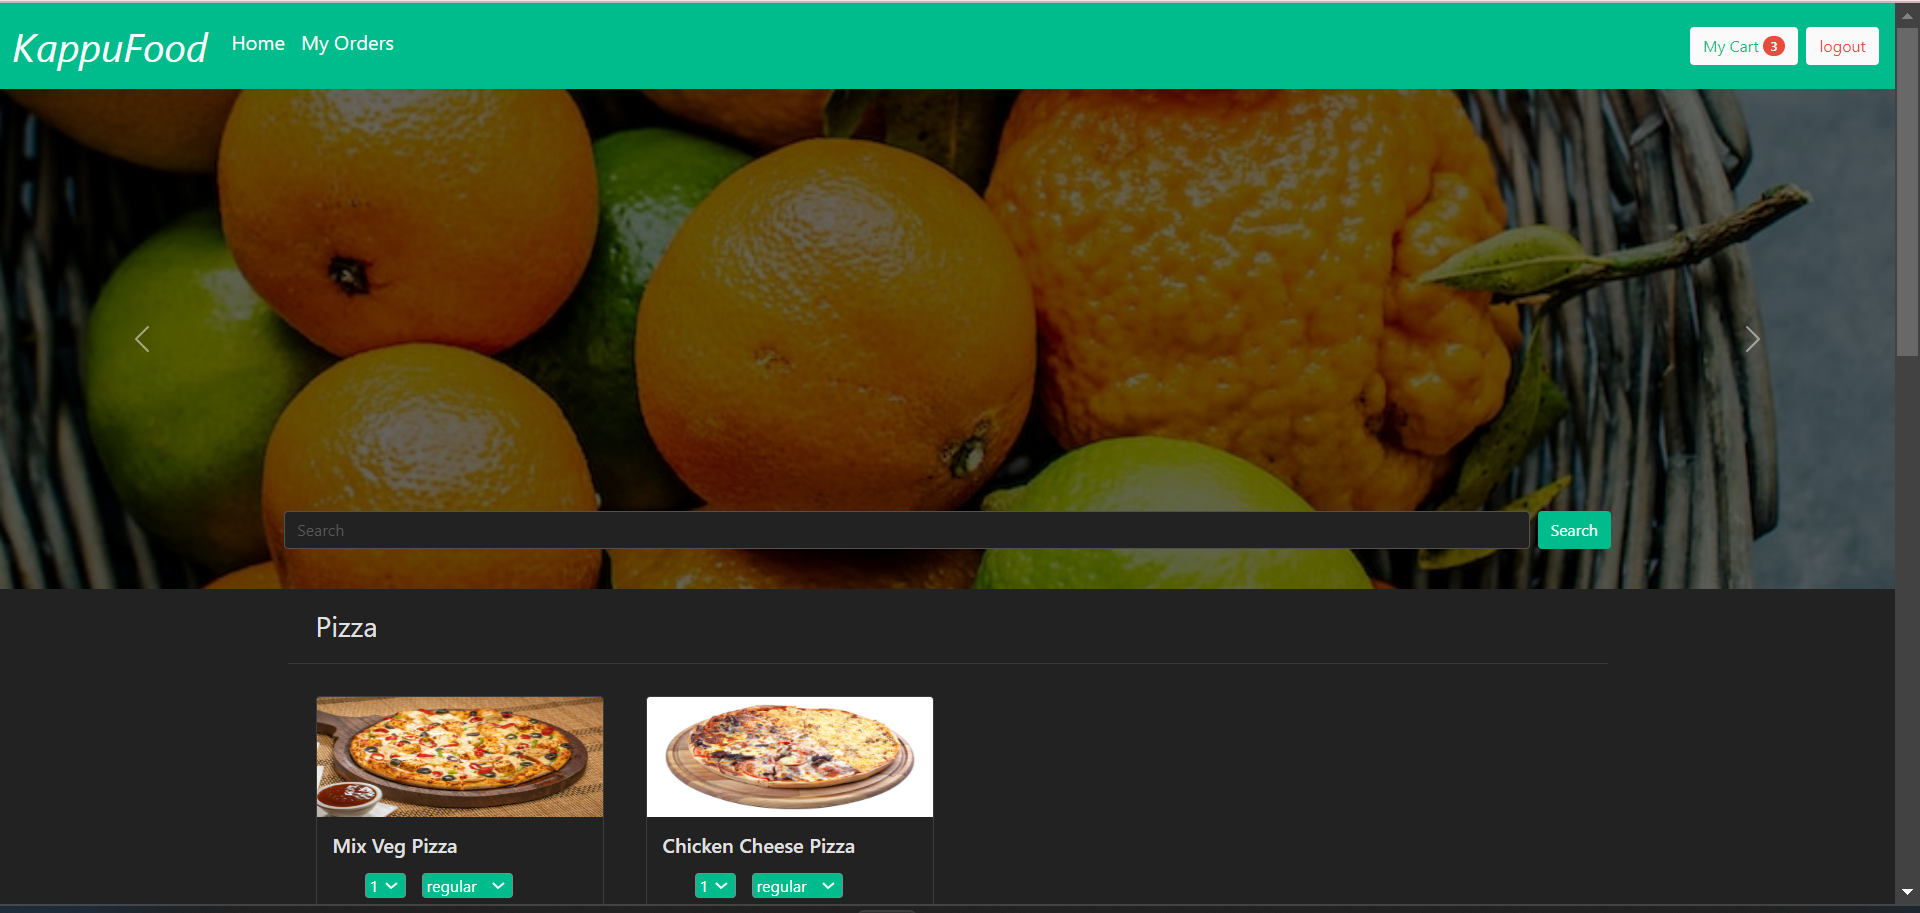 KappuFood Home My Orders My Cart 3 logout
Search Search
Pizza
Mix Veg Pizza Chicken Cheese Pizza
1 regular 1 regular